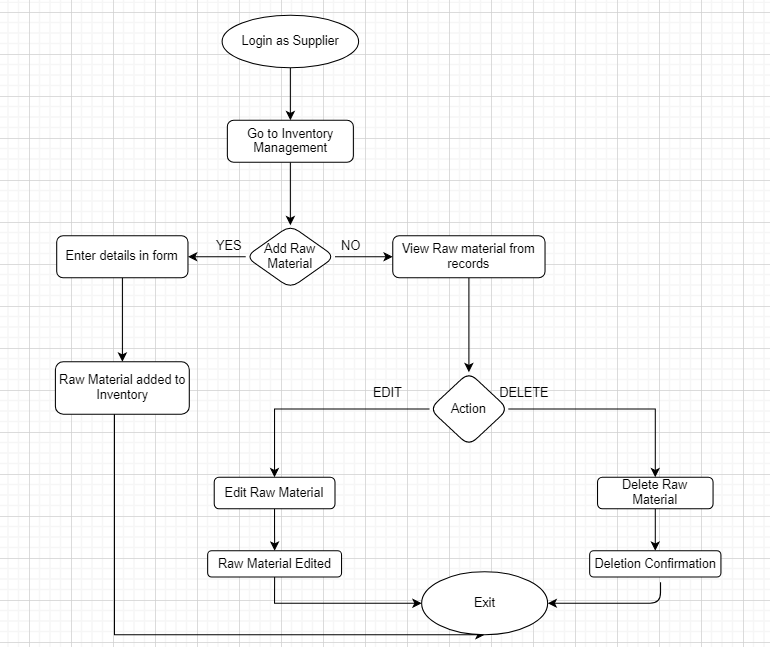 Login as Supplier
Go to Inventory
Management
YES
Add Raw
Material
NO
Enter details in form
View Raw material from
records
Raw Material added to
Inventory
EDIT
Action
DELETE
Edit Raw Material
Delete Raw
Material
Raw Material Edited
Deletion Confirmation
Exit